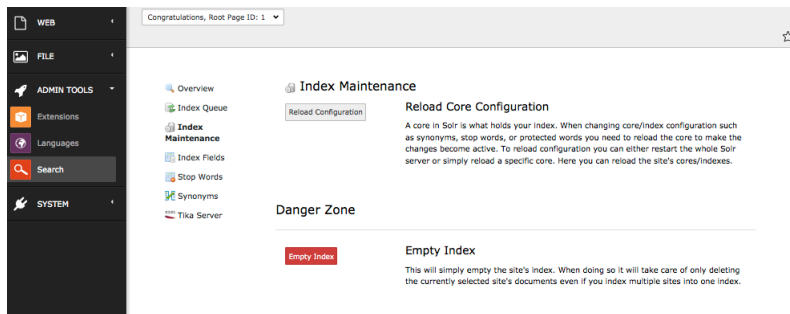 Congratulations, Root Page ID: 1
WEB
FILE
ADMIN TOOLS
Extensions
Languages
Search
SYSTEM
Overview
Index Queue
Index
Maintenance
Index Fields
Stop Words
Synonyms
Tika Server
Index Maintenance
Reload Configuration
Reload Core Configuration
A core in Solr is what holds your index. When changing core/index configuration such
as synonyms, stop words, or protected words you need to reload the core to make the
changes become active. To reload configuration you can either restart the whole Solr
server or simply reload a specific core. Here you can reload the site's cores/indexes.
Danger Zone
Empty Index
Empty Index
This will simply empty the site's index. When doing so it will take care of only deleting
the currently selected site's documents even if you index multiple sites into one index.